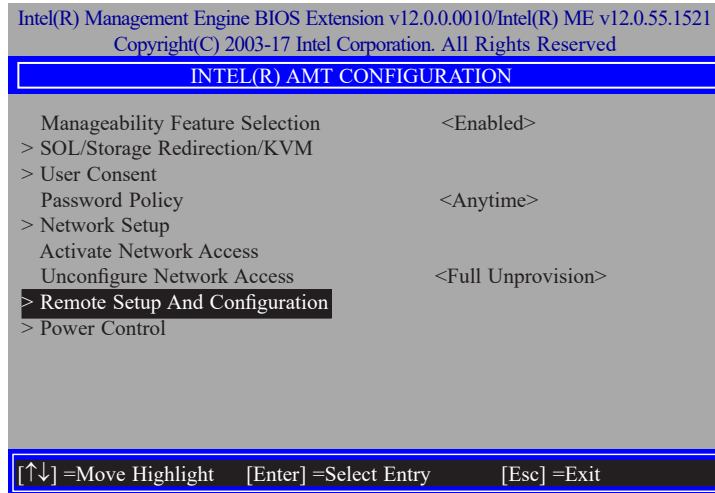 Intel(R) Management Engine BIOS Extension v12.0.0.0010/Intel(R) ME v12.0.55.1521
Copyright(C) 2003-17 Intel Corporation. All Rights Reserved
INTEL(R) AMT CONFIGURATION
Manageability Feature Selection <Enabled>
> SOL/Storage Redirection/KVM
> User Consent
Password Policy <Anytime>
> Network Setup
Activate Network Access
Unconfigure Network Access <Full Unprovision>
> Remote Setup And Configuration
> Power Control
[↑↓] =Move Highlight [Enter] =Select Entry [Esc] =Exit